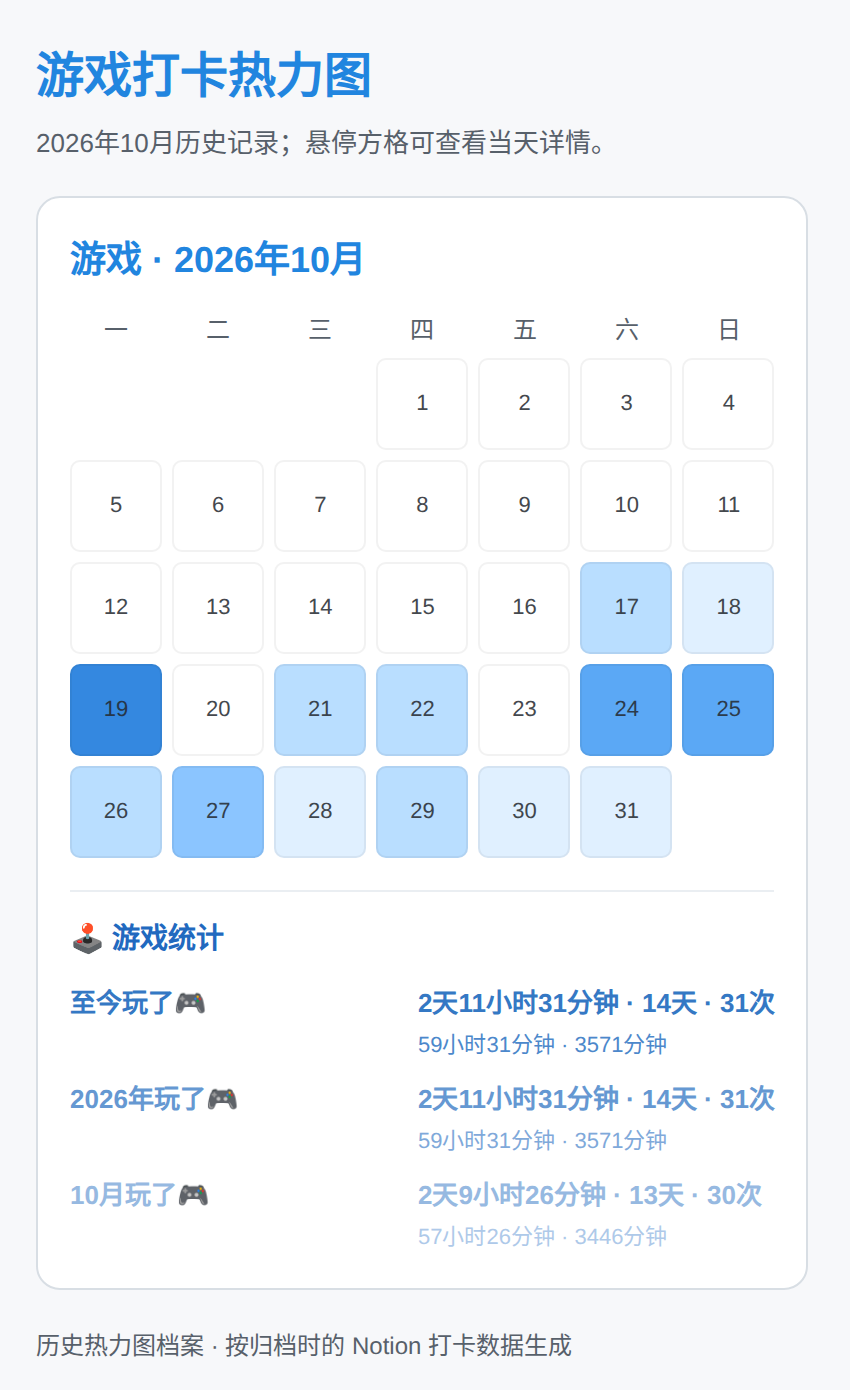 游戏打卡热力图
2026年10月历史记录；悬停方格可查看当天详情。
游戏 · 2026年10月
一 二 三 四 五 六 日
1 2 3 4
5 6 7 8 9 10 11
12 13 14 15 16 17 18
19 20 21 22 23 24 25
26 27 28 29 30 31
🕹️ 游戏统计
至今玩了🎮 2天11小时31分钟 · 14天 · 31次
59小时31分钟 · 3571分钟
2026年玩了🎮 2天11小时31分钟 · 14天 · 31次
59小时31分钟 · 3571分钟
10月玩了🎮 2天9小时26分钟 · 13天 · 30次
57小时26分钟 · 3446分钟
历史热力图档案 · 按归档时的 Notion 打卡数据生成